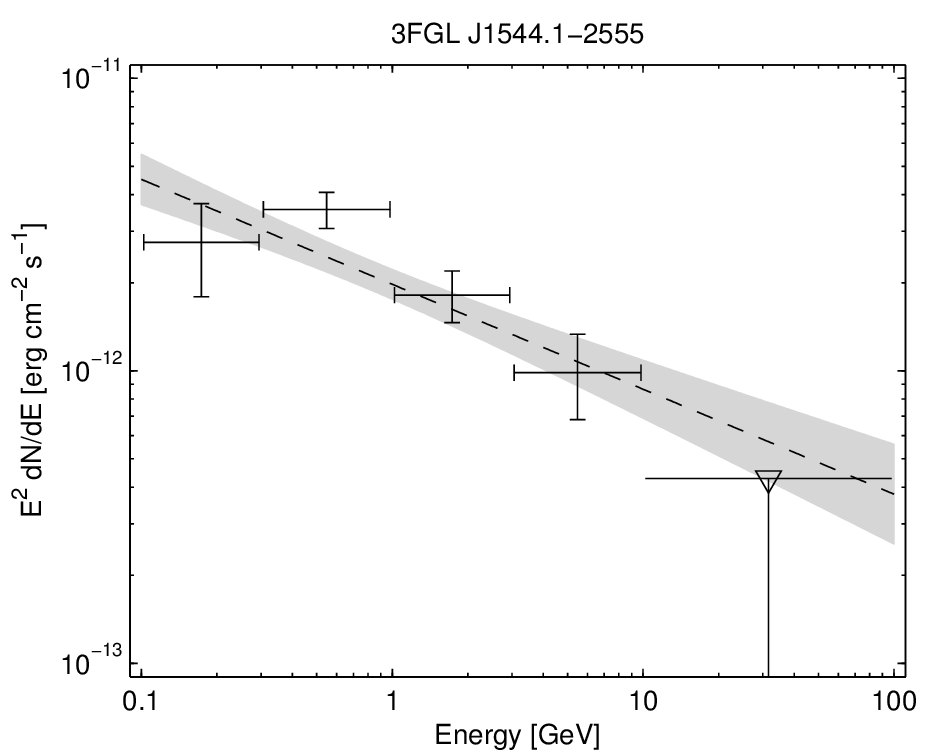 3FGL J1544.1−2555
10⁻¹¹
10⁻¹²
10⁻¹³
E² dN/dE [erg cm⁻² s⁻¹]
0.1 1 10 100
Energy [GeV]